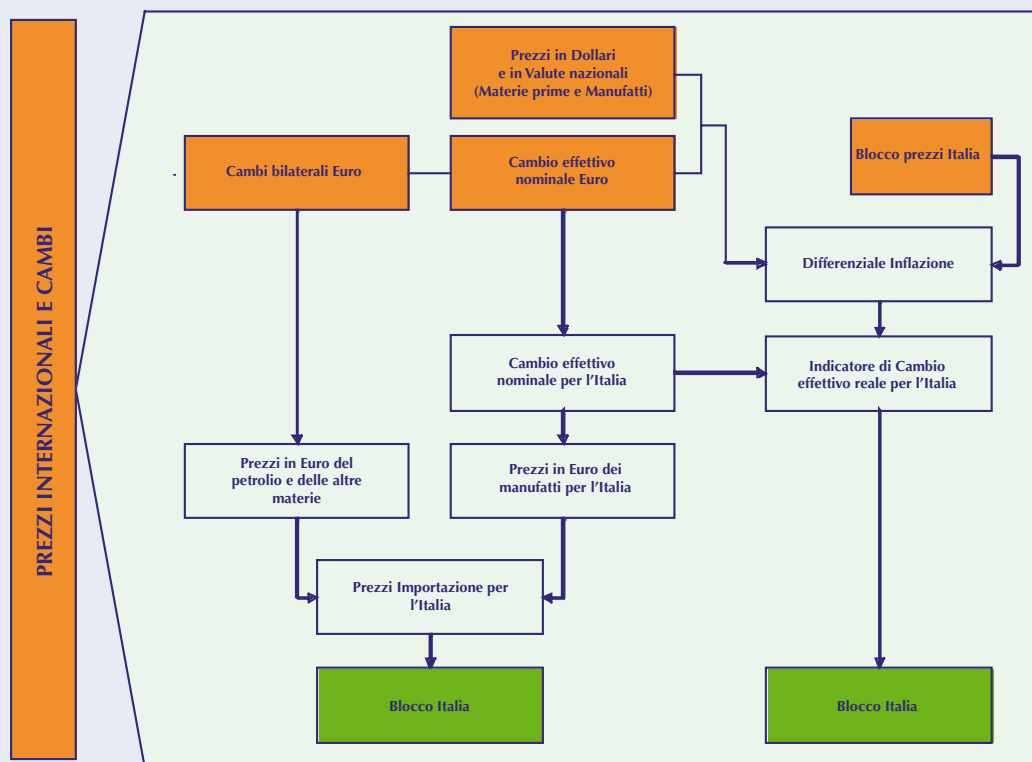 PREZZI INTERNAZIONALI E CAMBI
Prezzi in Dollari
e in Valute nazionali
(Materie prime e Manufatti)
Cambi bilaterali Euro
Cambio effettivo
nominale Euro
Blocco prezzi Italia
Differenziale Inflazione
Cambio effettivo
nominale per l'Italia
Indicatore di Cambio
effettivo reale per l'Italia
Prezzi in Euro del
petrolio e delle altre
materie
Prezzi in Euro dei
manufatti per l'Italia
Prezzi Importazione per
l'Italia
Blocco Italia
Blocco Italia